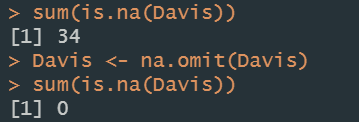 > sum(is.na(Davis))
[1] 34
> Davis <- na.omit(Davis)
> sum(is.na(Davis))
[1] 0